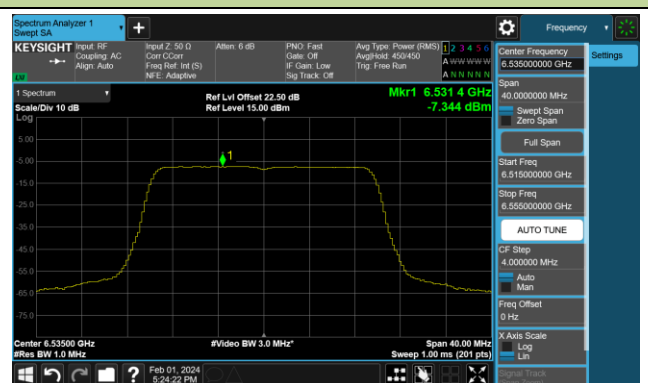 Spectrum Analyzer 1
Swept SA
+
Frequency
KEYSIGHT
Input: RF
Coupling: AC
Align: Auto
Input Z: 50 Ω
Corr CCorr
Freq Ref: Int (S)
NFE: Adaptive
Atten: 6 dB
PNO: Fast
Gate: Off
IF Gain: Low
Sig Track: Off
Avg Type: Power (RMS)
Avg|Hold: 450/450
Trig: Free Run
1 2 3 4 5 6
A W W W W W
A N N N N N
LW
1 Spectrum
Scale/Div 10 dB
Ref Lvl Offset 22.50 dB
Ref Level 15.00 dBm
Mkr1 6.531 4 GHz
-7.344 dBm
Log
5.00
-5.00
-15.0
-25.0
-35.0
-45.0
-55.0
-65.0
-75.0
1
Center 6.53500 GHz
#Res BW 1.0 MHz
#Video BW 3.0 MHz*
Span 40.00 MHz
Sweep 1.00 ms (201 pts)
Feb 01, 2024
5:24:22 PM
?
Center Frequency
6.535000000 GHz
Settings
Span
40.0000000 MHz
Swept Span
Zero Span
Full Span
Start Freq
6.515000000 GHz
Stop Freq
6.555000000 GHz
AUTO TUNE
CF Step
4.000000 MHz
Auto
Man
Freq Offset
0 Hz
X Axis Scale
Log
Lin
Signal Track